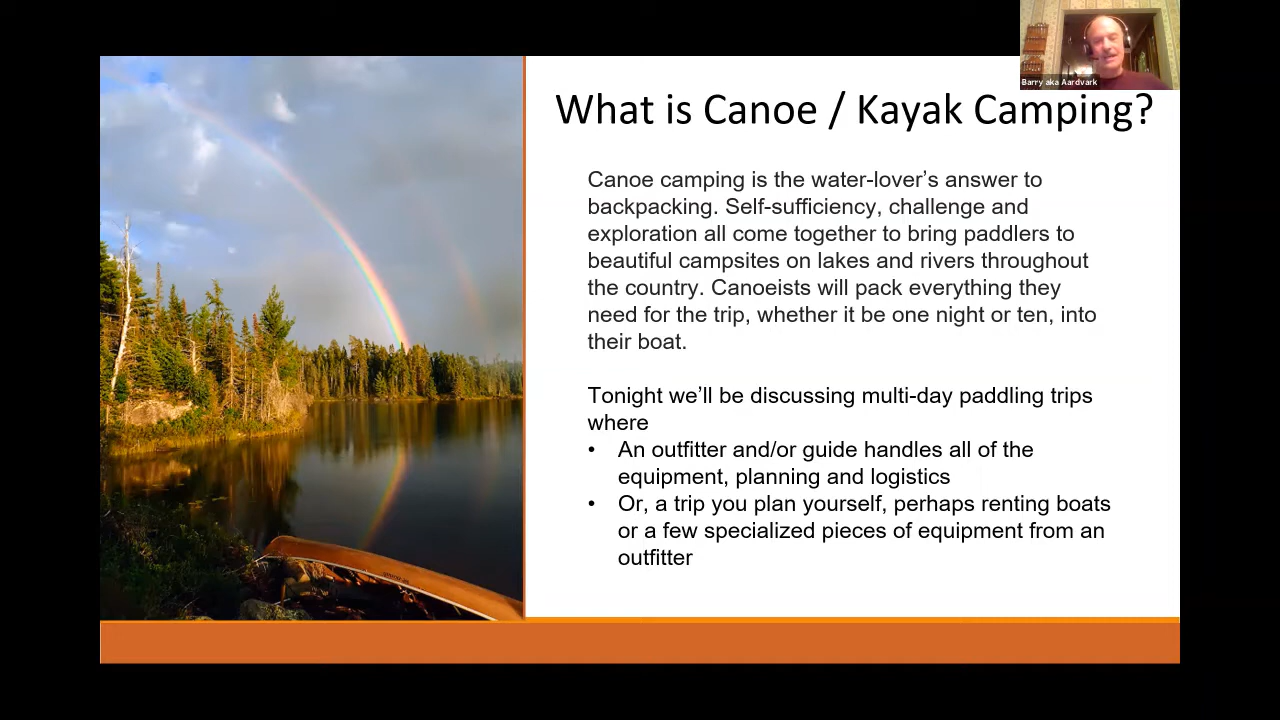 Barry aka Aardvark
What is Canoe / Kayak Camping?
Canoe camping is the water-lover’s answer to
backpacking. Self-sufficiency, challenge and
exploration all come together to bring paddlers to
beautiful campsites on lakes and rivers throughout
the country. Canoeists will pack everything they
need for the trip, whether it be one night or ten, into
their boat.
Tonight we’ll be discussing multi-day paddling trips
where
• An outfitter and/or guide handles all of the
equipment, planning and logistics
• Or, a trip you plan yourself, perhaps renting boats
or a few specialized pieces of equipment from an
outfitter